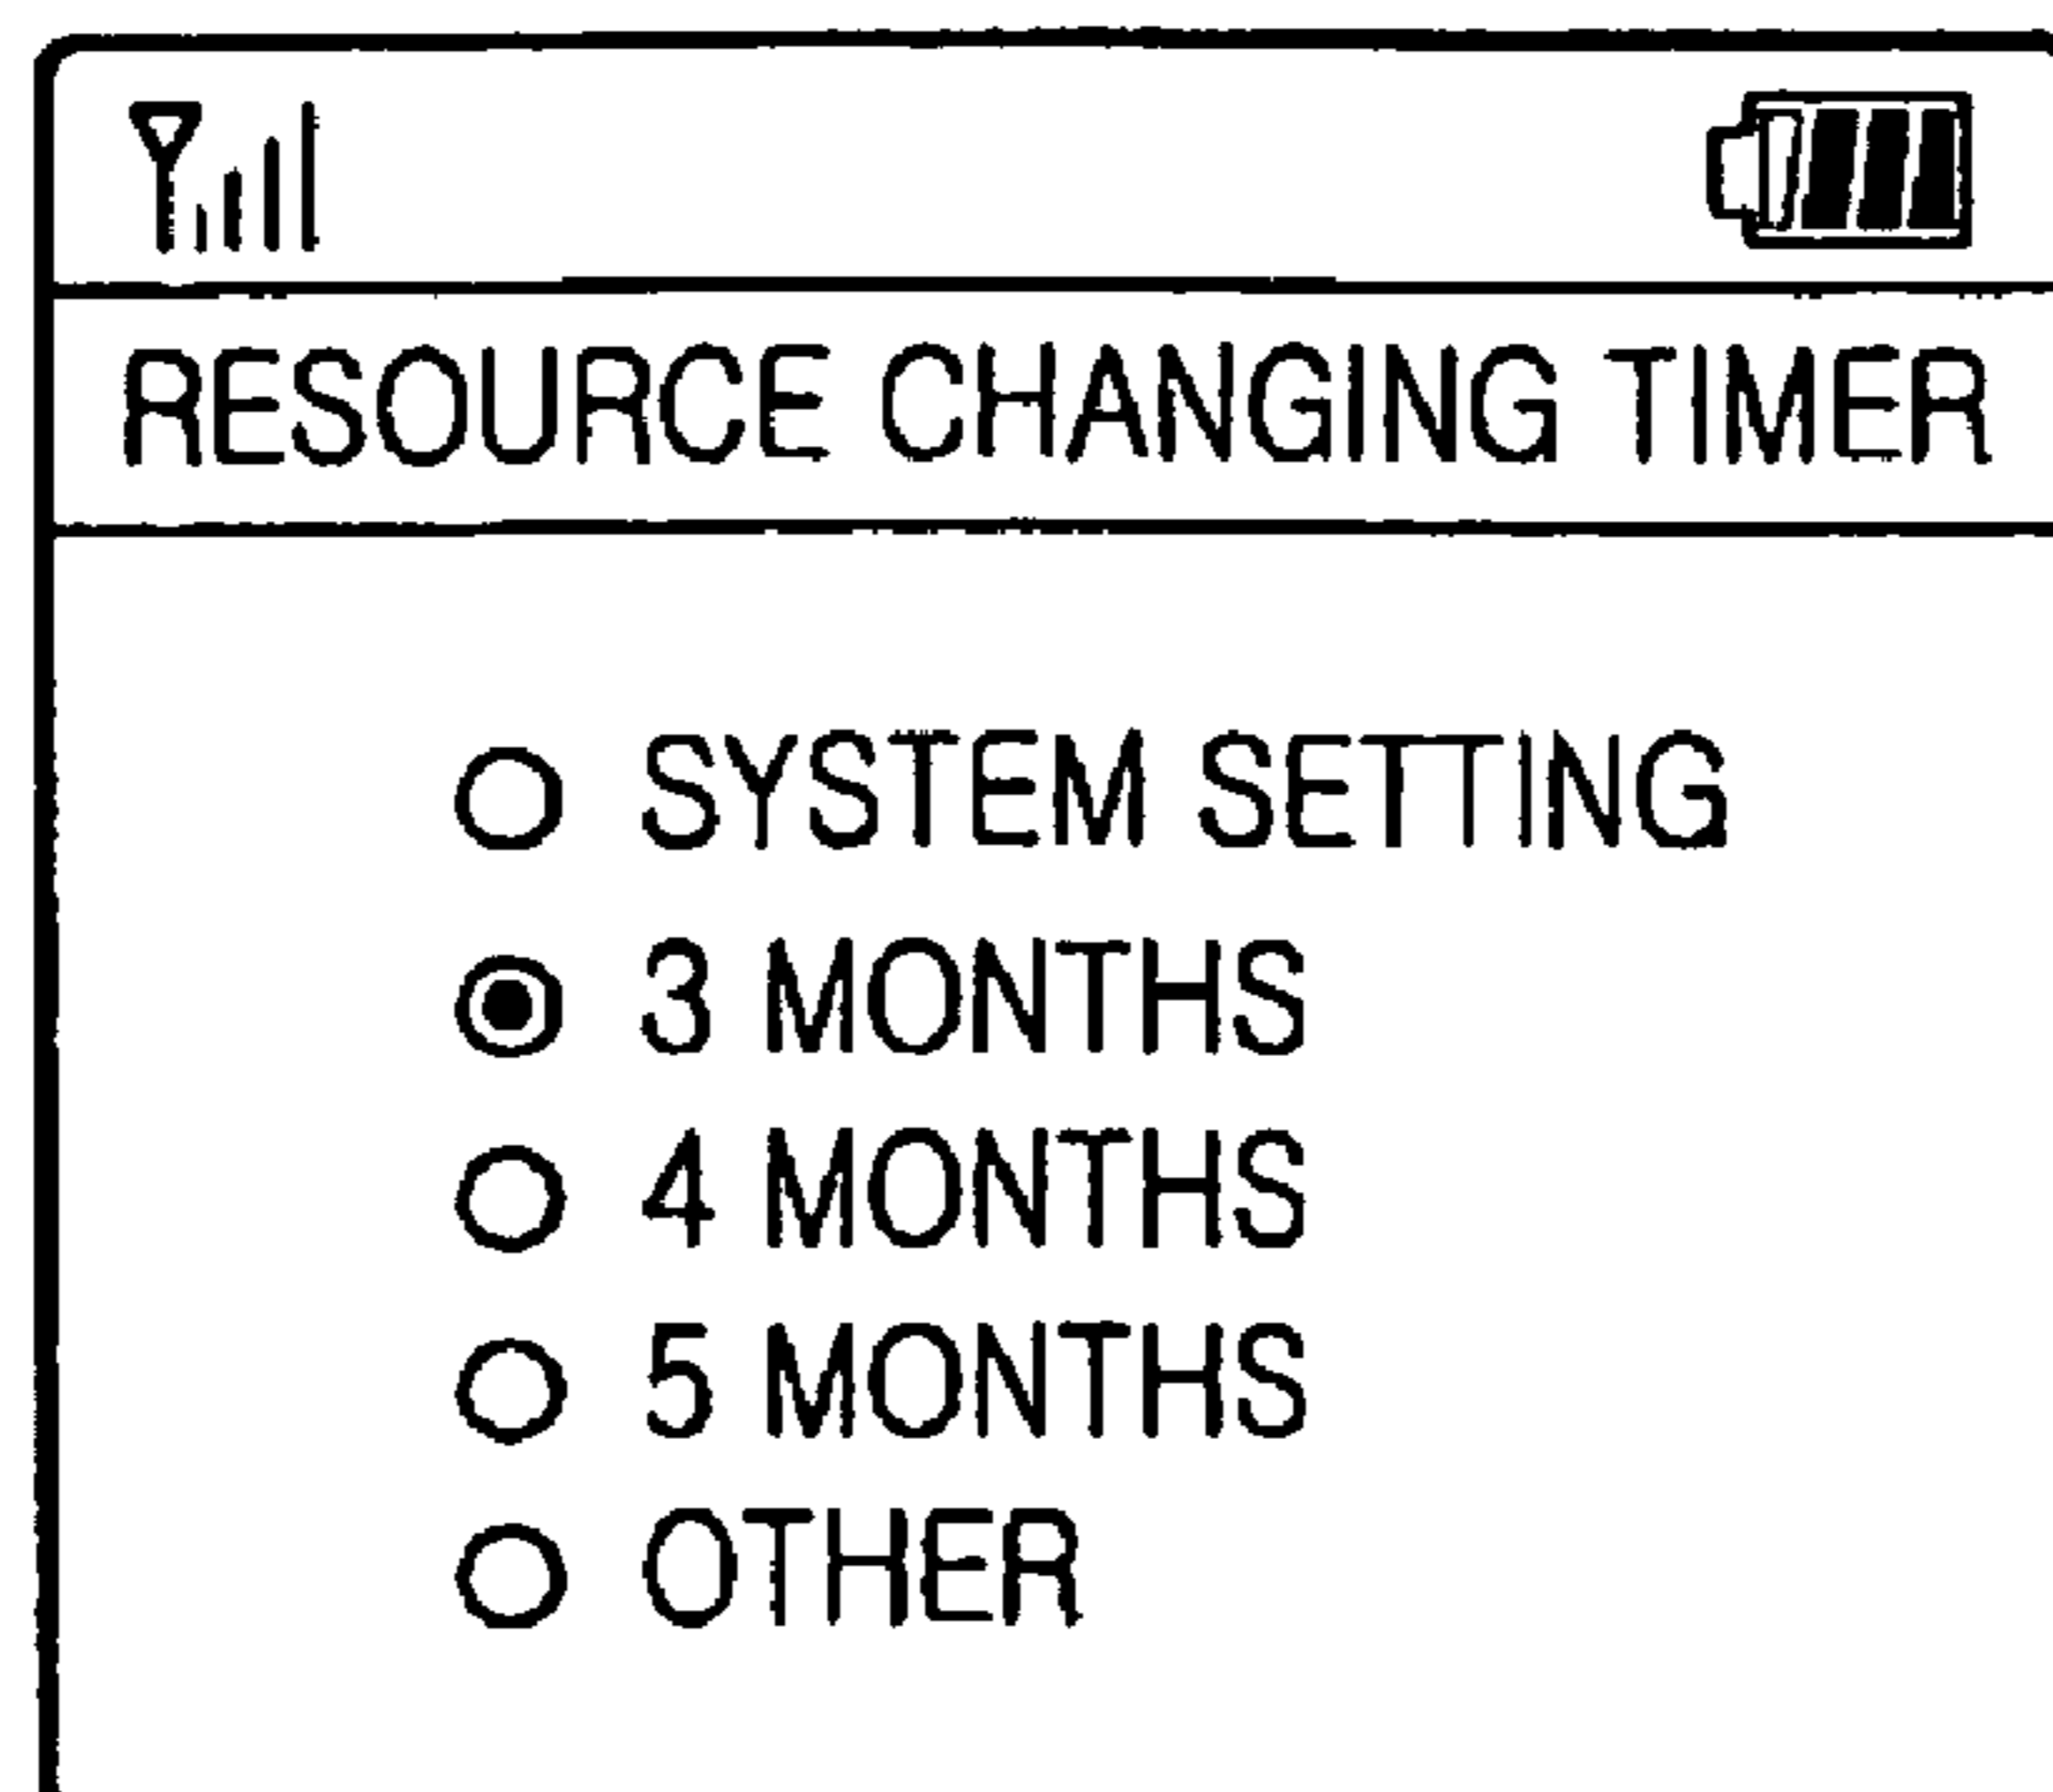 RESOURCE CHANGING TIMER
SYSTEM SETTING
3 MONTHS
4 MONTHS
5 MONTHS
OTHER